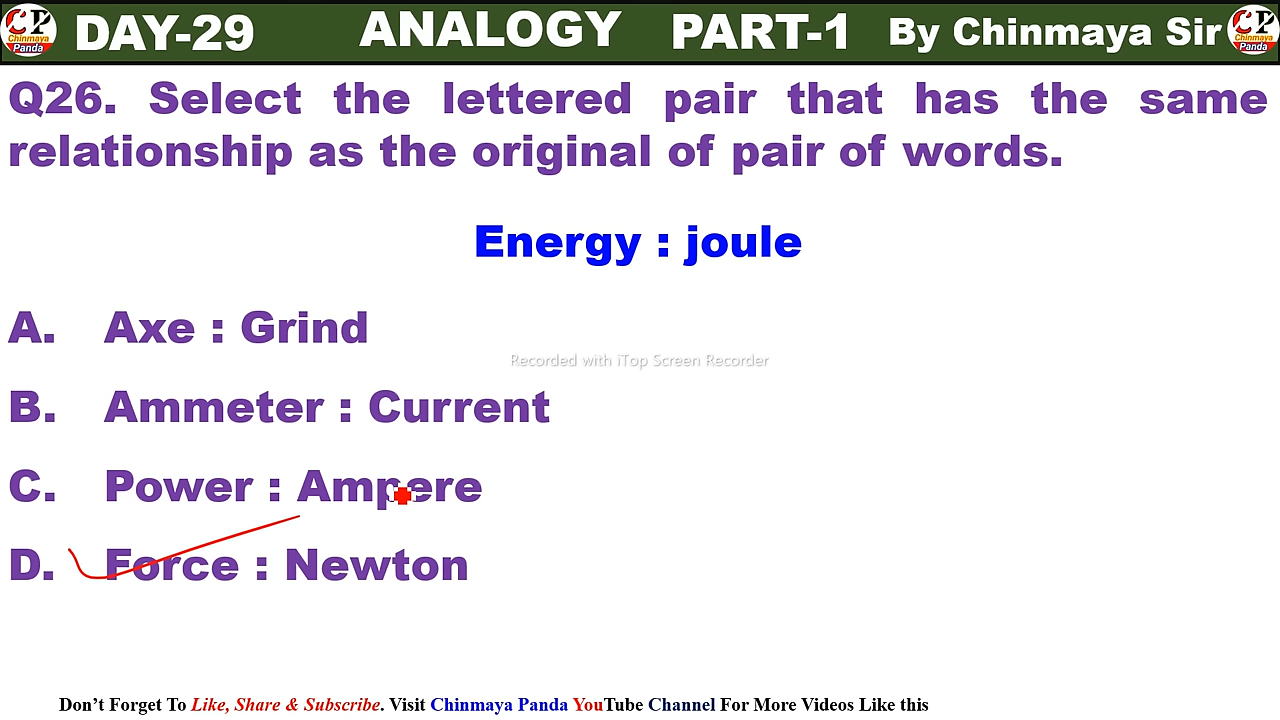 CP Chinmaya Panda DAY-29 ANALOGY PART-1 By Chinmaya Sir CP Chinmaya Panda
Q26. Select the lettered pair that has the same
relationship as the original of pair of words.
Energy : joule
A. Axe : Grind
Recorded with iTop Screen Recorder
B. Ammeter : Current
C. Power : Ampere
D. Force : Newton
Don't Forget To Like, Share & Subscribe. Visit Chinmaya Panda YouTube Channel For More Videos Like this